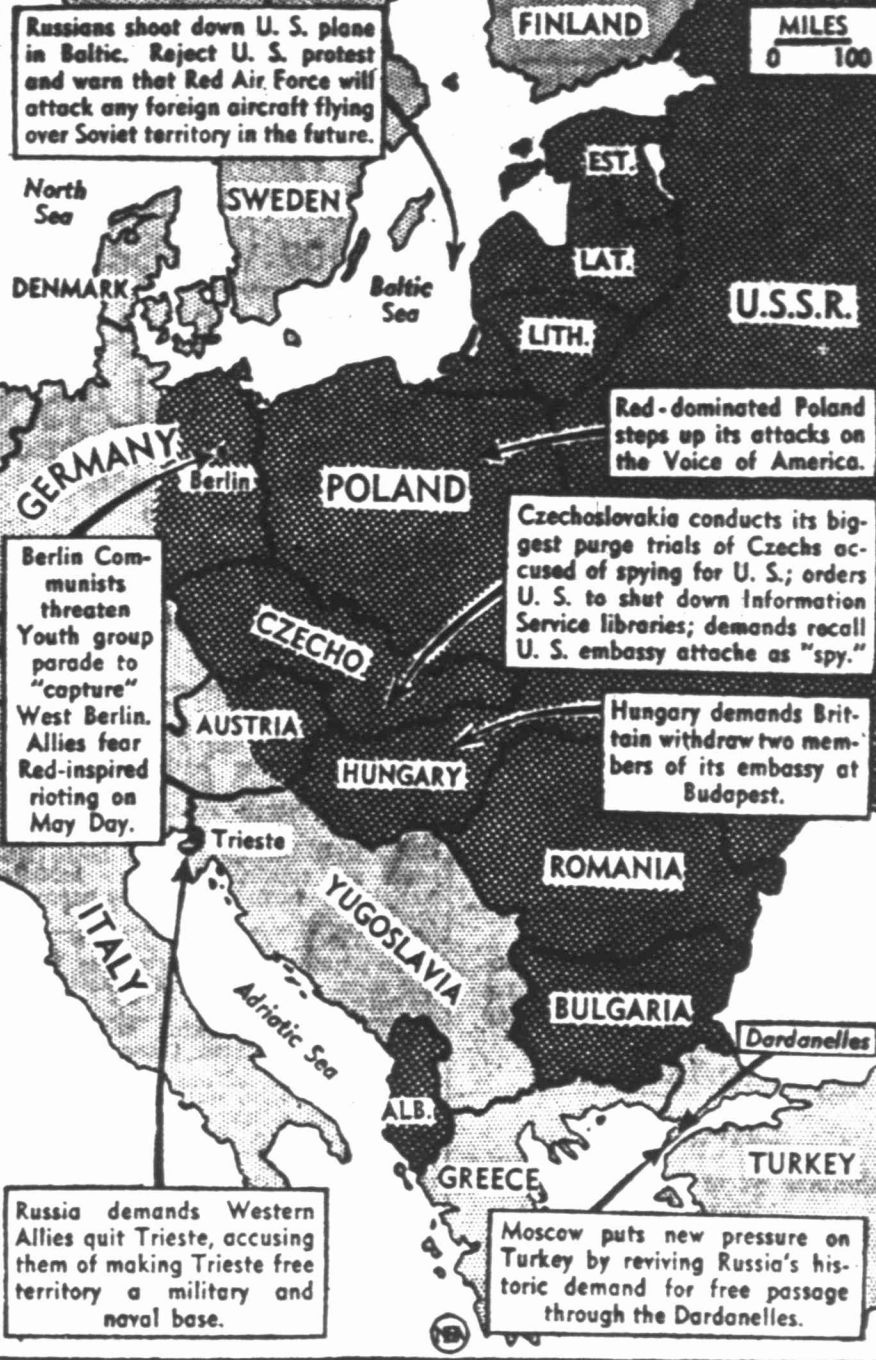 Russians shoot down U. S. plane
in Baltic. Reject U. S. protest
and warn that Red Air Force will
attack any foreign aircraft flying
over Soviet territory in the future.
FINLAND
MILES
0 100
North
Sea
SWEDEN
EST.
DENMARK
Baltic
Sea
LAT.
U.S.S.R.
LITH.
Red-dominated Poland
steps up its attacks on
the Voice of America.
GERMANY
Berlin
POLAND
Czechoslovakia conducts its big-
gest purge trials of Czechs ac-
cused of spying for U. S.; orders
U. S. to shut down Information
Service libraries; demands recall
U. S. embassy attache as "spy."
Berlin Com-
munists
threaten
Youth group
parade to
"capture"
West Berlin.
Allies fear
Red-inspired
rioting on
May Day.
CZECHO.
AUSTRIA
HUNGARY
Hungary demands Brit-
tain withdraw two mem-
bers of its embassy at
Budapest.
Trieste
ROMANIA
YUGOSLAVIA
ITALY
Adriatic Sea
BULGARIA
Dardanelles
ALB.
GREECE
TURKEY
Russia demands Western
Allies quit Trieste, accusing
them of making Trieste free
territory a military and
naval base.
Moscow puts new pressure on
Turkey by reviving Russia's his-
toric demand for free passage
through the Dardanelles.
NEA